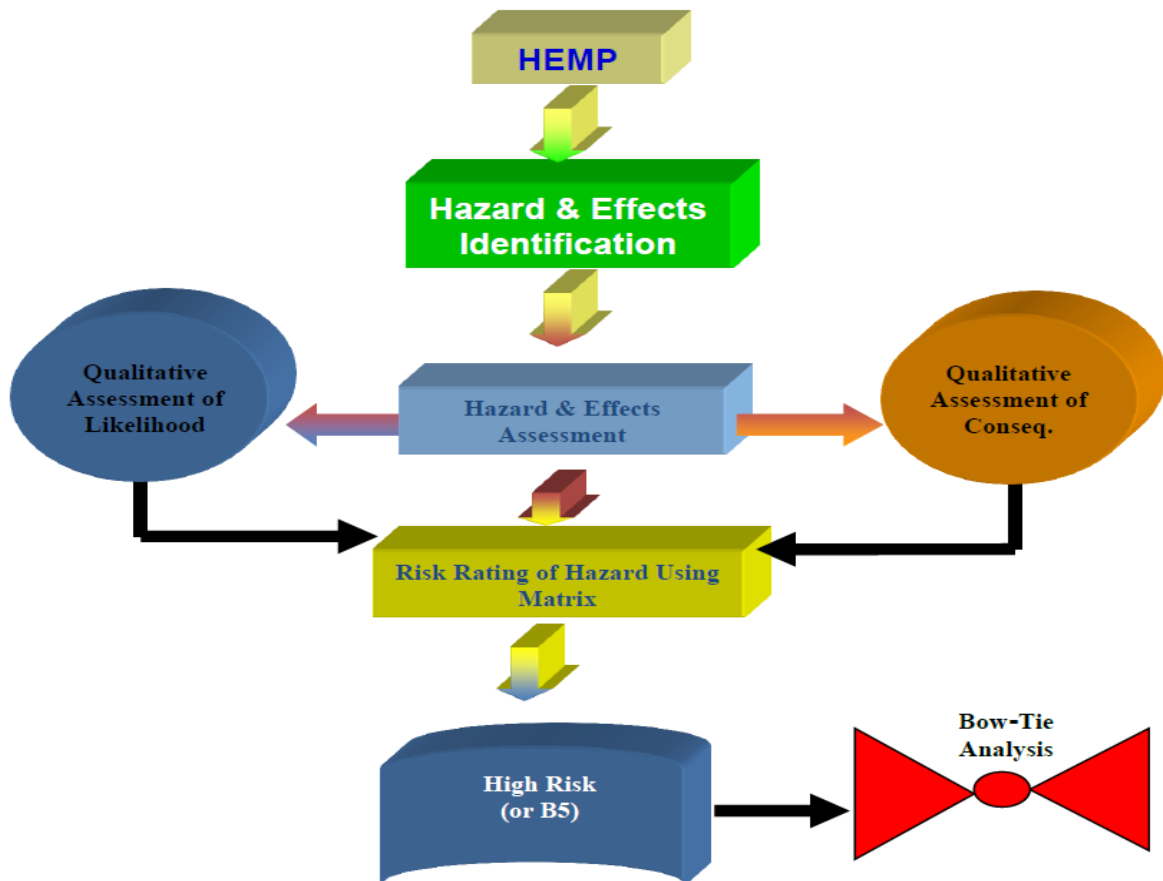 HEMP
Hazard & Effects
Identification
Qualitative
Assessment of
Likelihood
Hazard & Effects
Assessment
Qualitative
Assessment of
Conseq.
Risk Rating of Hazard Using
Matrix
High Risk
(or B5)
Bow-Tie
Analysis